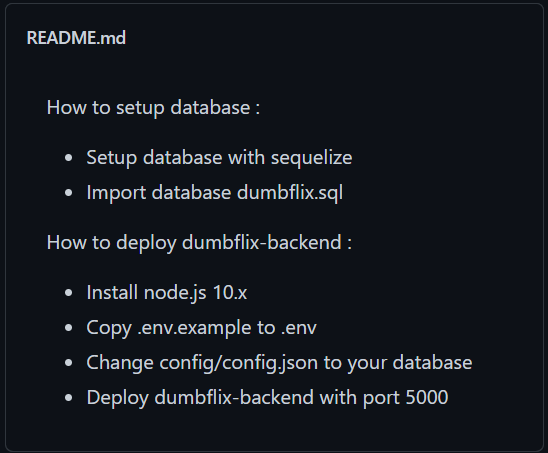 README.md
How to setup database :
• Setup database with sequelize
• Import database dumbflix.sql
How to deploy dumbflix-backend :
• Install node.js 10.x
• Copy .env.example to .env
• Change config/config.json to your database
• Deploy dumbflix-backend with port 5000